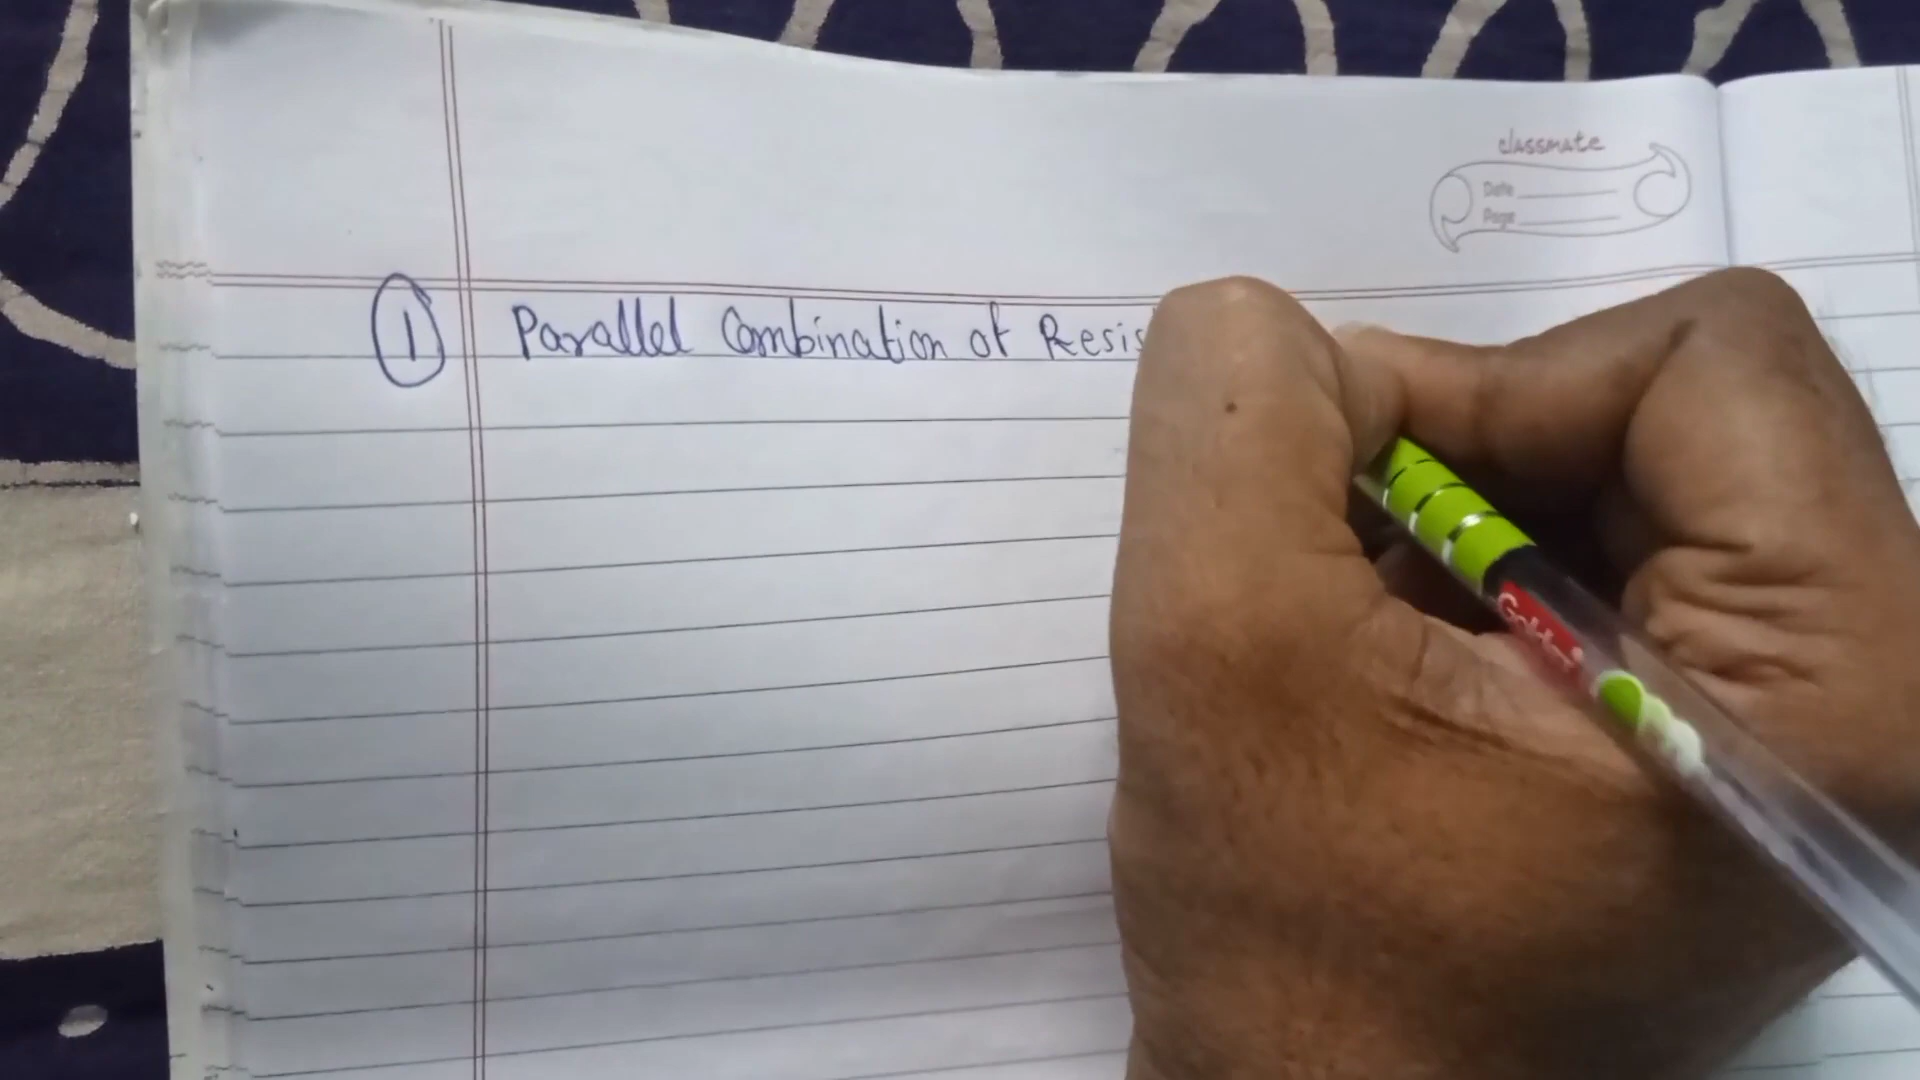 classmate
Date
Page
1 Parallel Combination of Resis